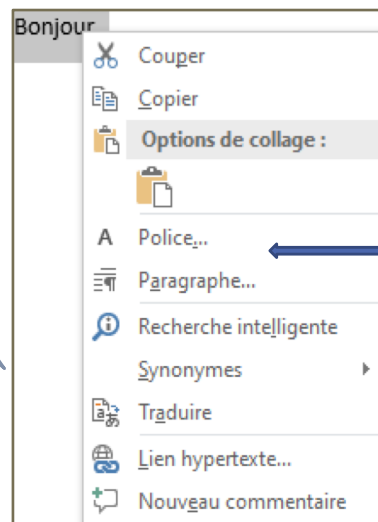 Bonjour
Couper
Copier
Options de collage :
A Police...
Paragraphe...
Recherche intelligente
Synonymes
Traduire
Lien hypertexte...
Nouveau commentaire